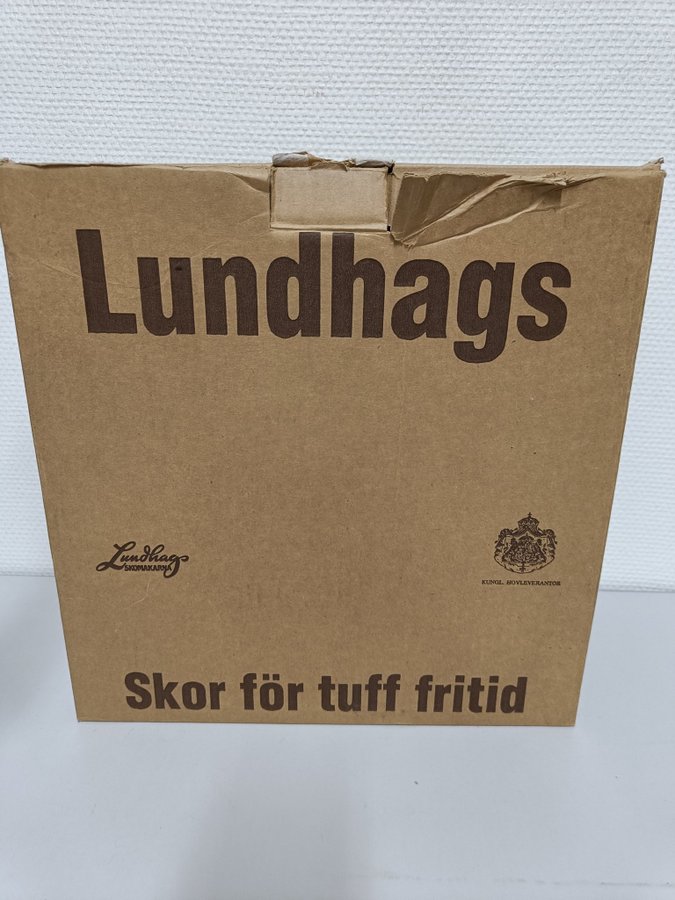 Lundhags
Lundhags
SKOMAKARNA
KUNGL. HOVLEVERANTÖR
Skor för tuff fritid